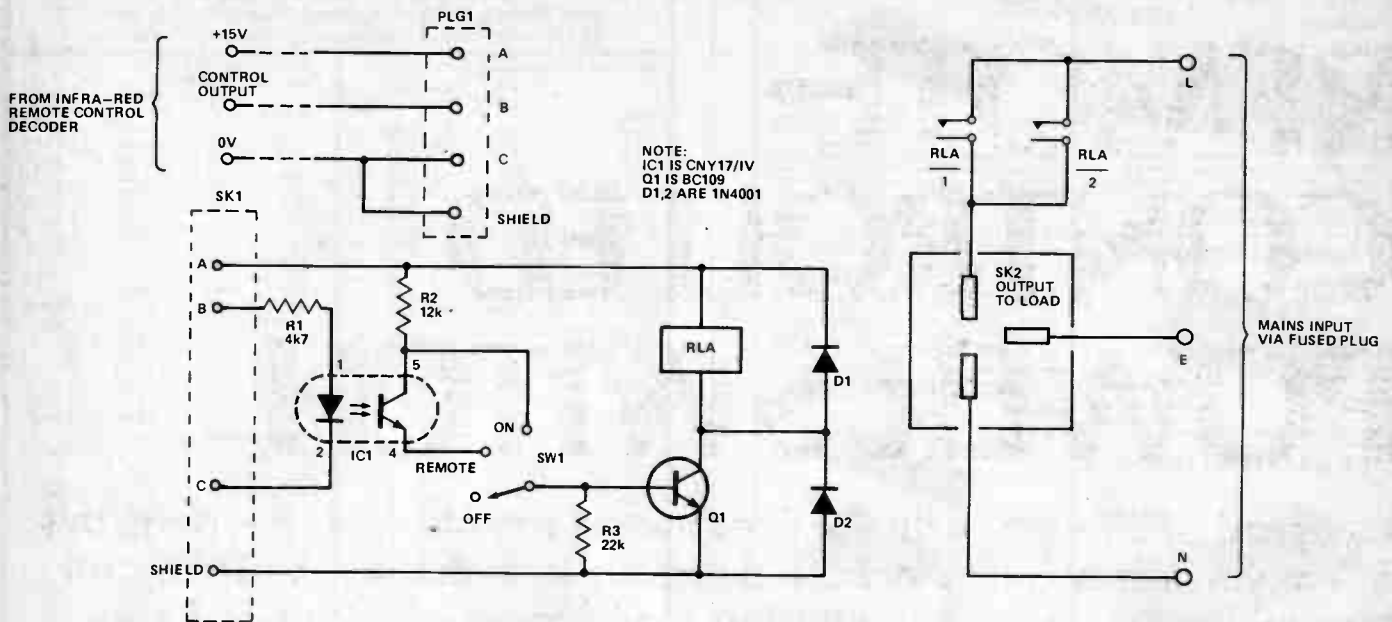 PLG1
+15V
A
CONTROL
OUTPUT
B
FROM INFRA-RED
REMOTE CONTROL
DECODER
0V
C
SHIELD
NOTE:
IC1 IS CNY17/IV
Q1 IS BC109
D1,2 ARE 1N4001
L
RLA
1
RLA
2
SK2
OUTPUT
TO LOAD
E
MAINS INPUT
VIA FUSED PLUG
N
SK1
A
B
R1
4k7
R2
12k
1
5
2
IC1
4
REMOTE
ON
SW1
OFF
C
SHIELD
R3
22k
RLA
Q1
D1
D2